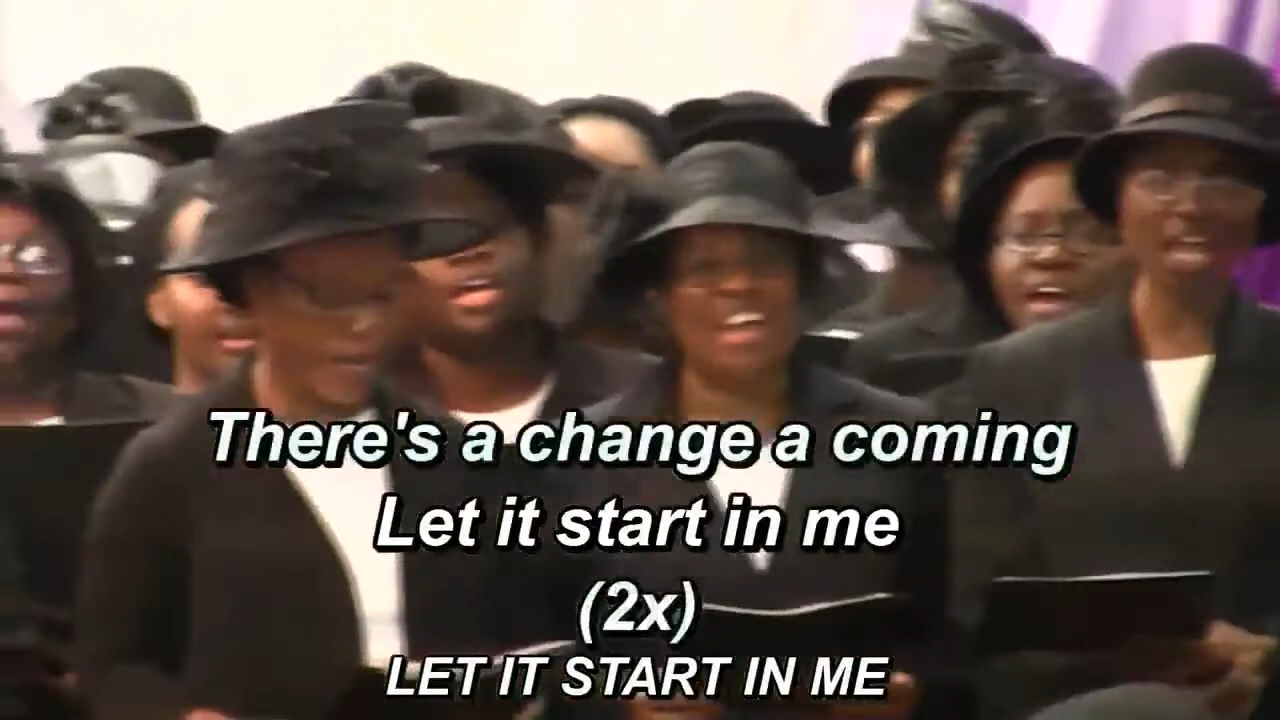 There's a change a coming
Let it start in me
(2x)
LET IT START IN ME